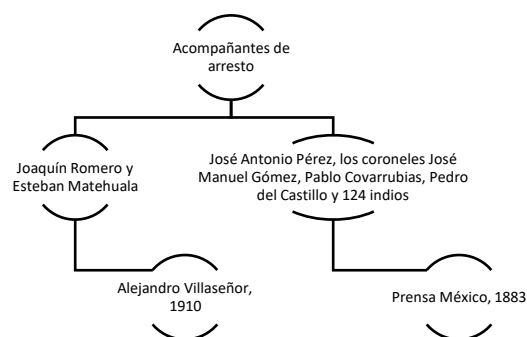 Acompañantes de
arresto
Joaquín Romero y
Esteban Matehuala
José Antonio Pérez, los coroneles José
Manuel Gómez, Pablo Covarrubias, Pedro
del Castillo y 124 indios
Alejandro Villaseñor,
1910
Prensa México, 1883